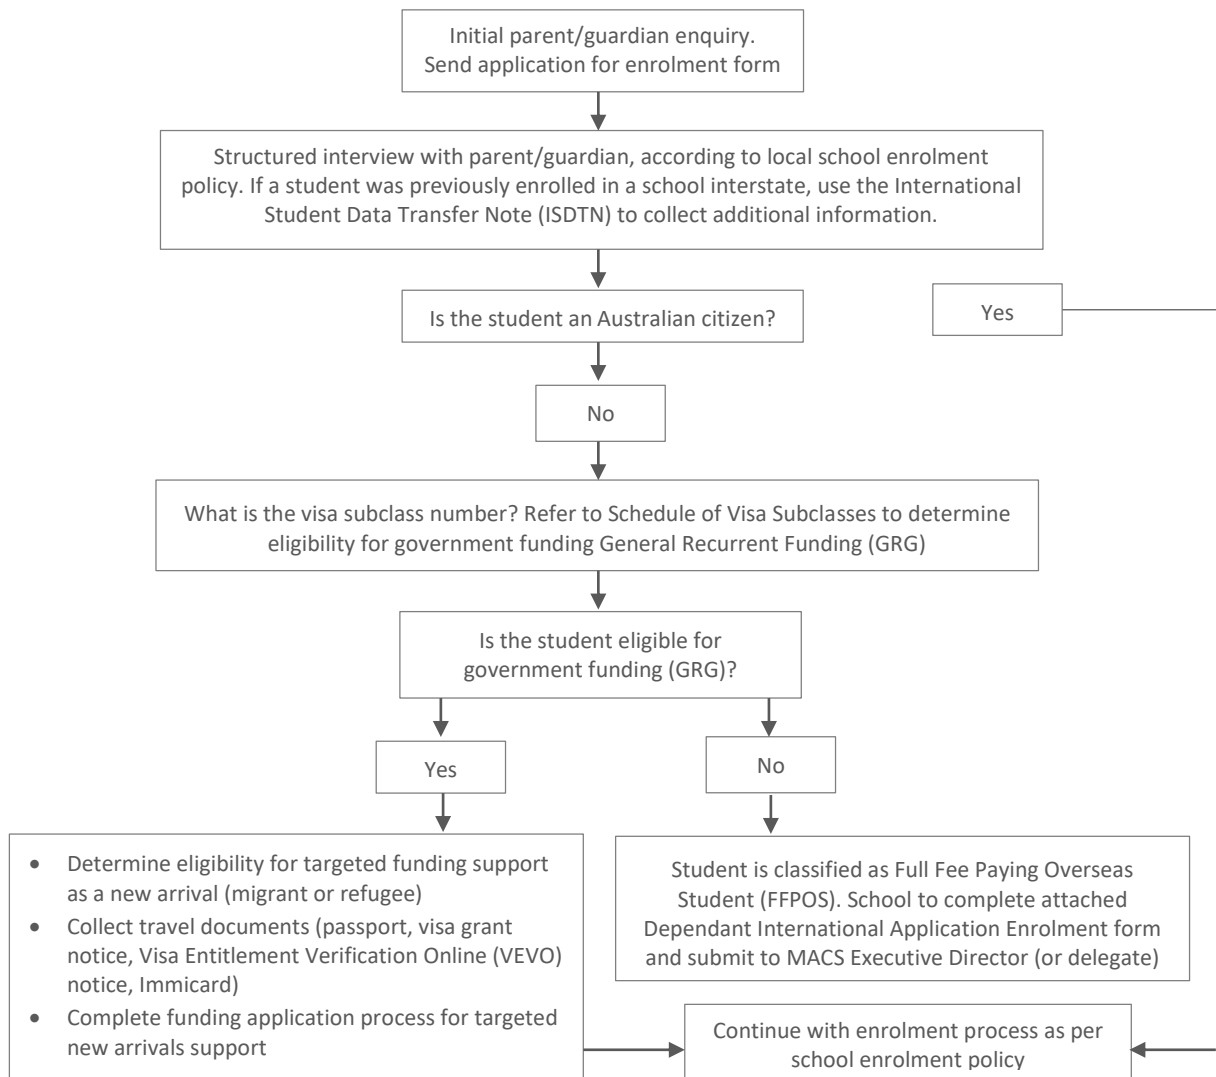 Initial parent/guardian enquiry.
Send application for enrolment form
Structured interview with parent/guardian, according to local school enrolment
policy. If a student was previously enrolled in a school interstate, use the International
Student Data Transfer Note (ISDTN) to collect additional information.
Is the student an Australian citizen?
Yes
No
What is the visa subclass number? Refer to Schedule of Visa Subclasses to determine
eligibility for government funding General Recurrent Funding (GRG)
Is the student eligible for
government funding (GRG)?
Yes
No
• Determine eligibility for targeted funding support
as a new arrival (migrant or refugee)
• Collect travel documents (passport, visa grant
notice, Visa Entitlement Verification Online (VEVO)
notice, Immicard)
• Complete funding application process for targeted
new arrivals support
Student is classified as Full Fee Paying Overseas
Student (FFPOS). School to complete attached
Dependant International Application Enrolment form
and submit to MACS Executive Director (or delegate)
Continue with enrolment process as per
school enrolment policy